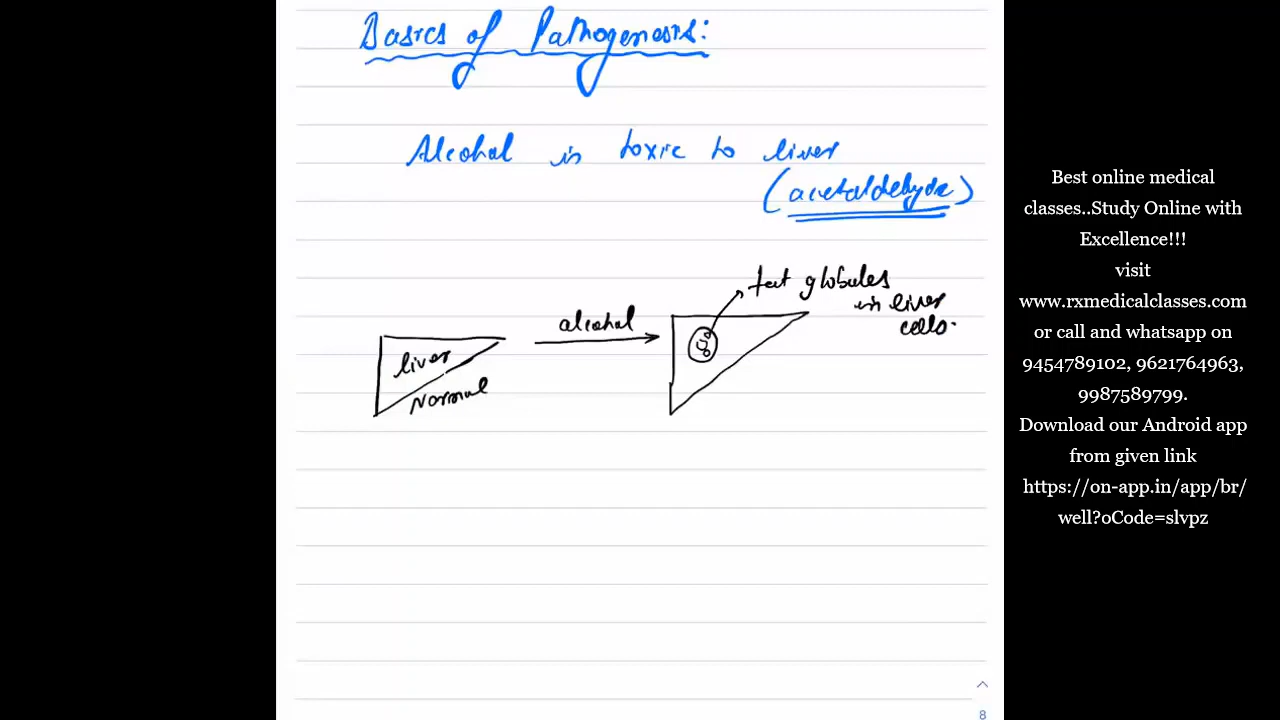 Basics of Pathogenesis:
Alcohol is toxic to liver
(acetaldehyde)
fat globules
in liver
cells.
alcohol
liver
Normal
8
Best online medical
classes..Study Online with
Excellence!!!
visit
www.rxmedicalclasses.com
or call and whatsapp on
9454789102, 9621764963,
9987589799.
Download our Android app
from given link
https://on-app.in/app/br/
well?oCode=slvpz